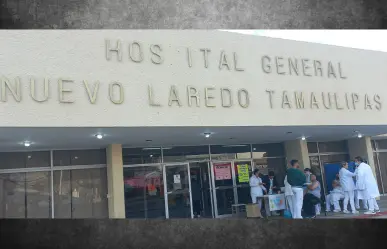 HOS ITAL GENERAL
NUEVO LAREDO TAMAULIPAS